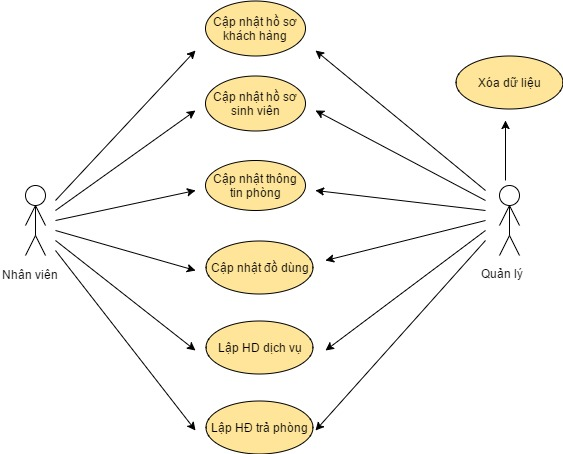 Cập nhật hồ sơ
khách hảng
Xóa dữ liệu
Cập nhật hồ sơ
sinh viên
Cập nhật thông
tin phòng
Cập nhật đồ dùng
Nhân viên
Quản lý
Lập HD dịch vụ
Lập HĐ trả phòng